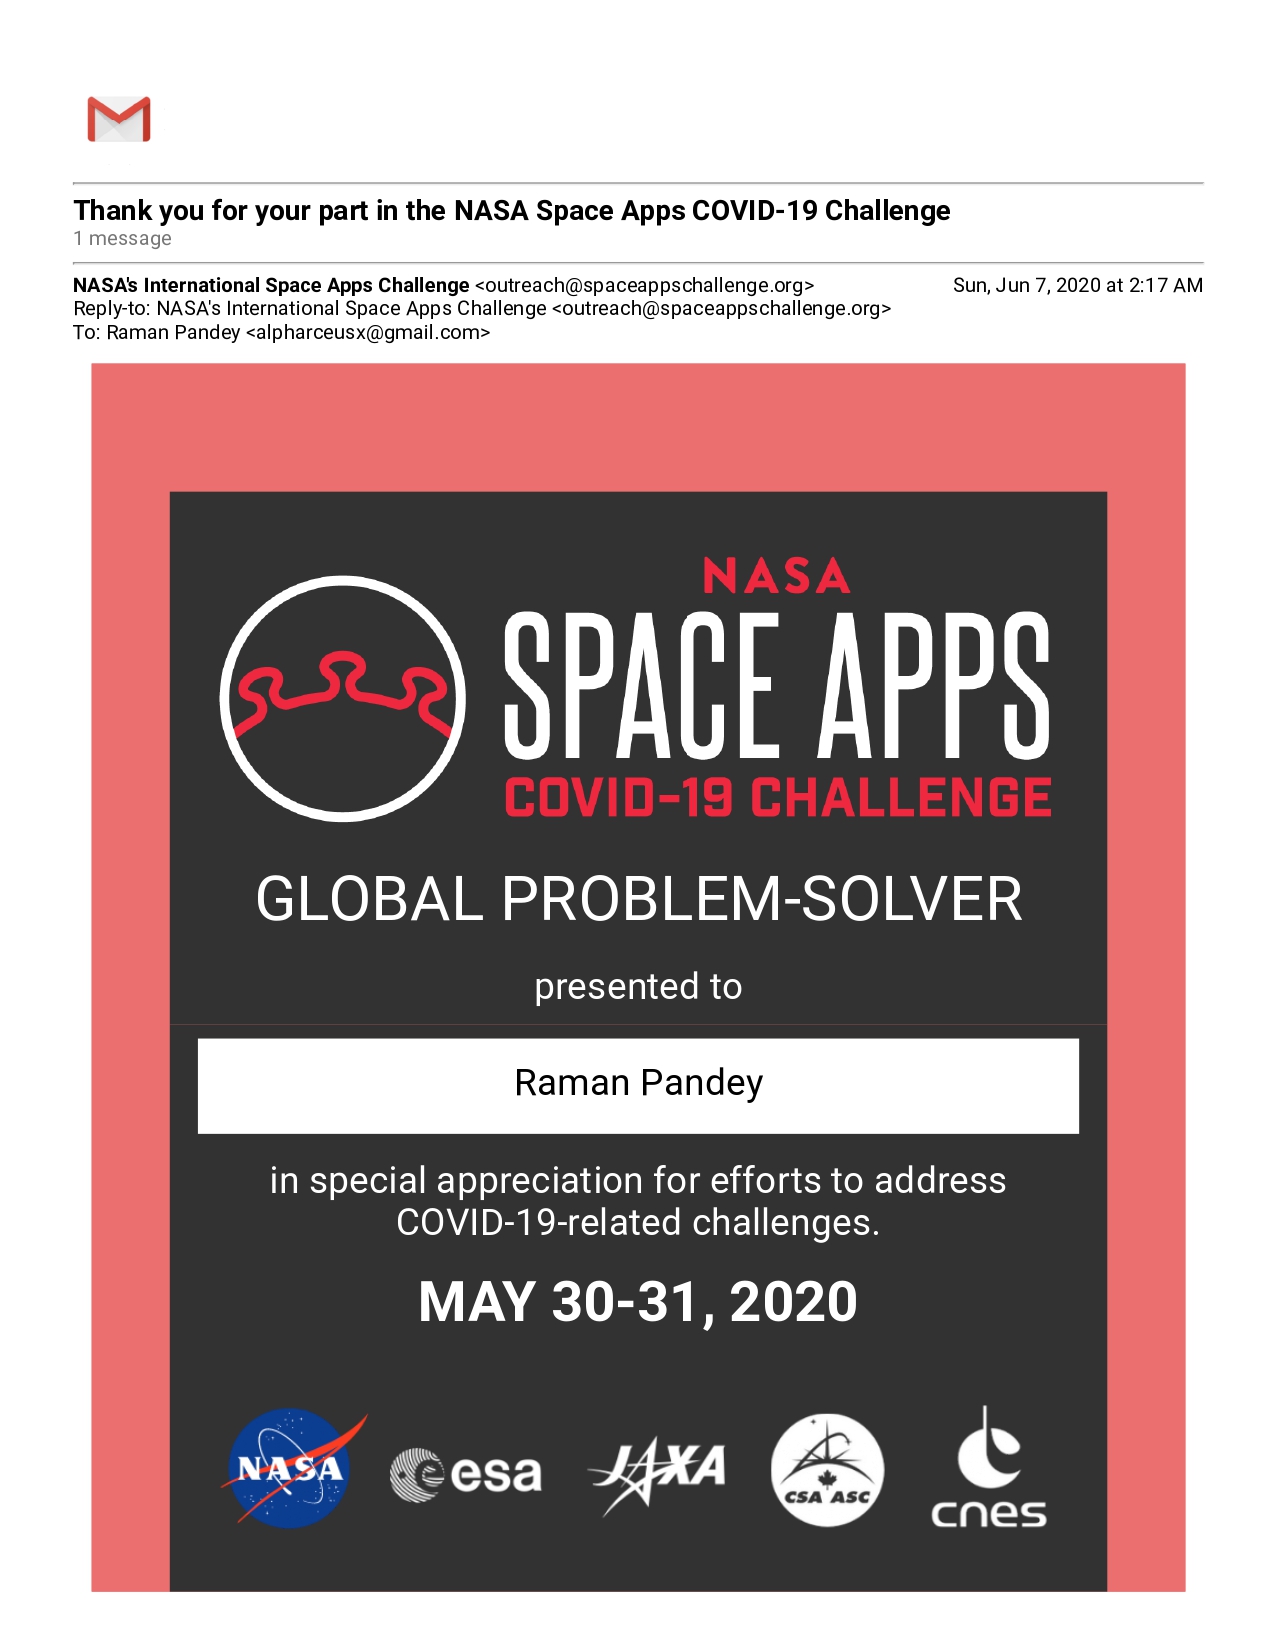 Thank you for your part in the NASA Space Apps COVID-19 Challenge
1 message
NASA's International Space Apps Challenge <outreach@spaceappschallenge.org> Sun, Jun 7, 2020 at 2:17 AM
Reply-to: NASA's International Space Apps Challenge <outreach@spaceappschallenge.org>
To: Raman Pandey <alpharceusx@gmail.com>
NASA
SPACE APPS
COVID-19 CHALLENGE
GLOBAL PROBLEM-SOLVER
presented to
Raman Pandey
in special appreciation for efforts to address
COVID-19-related challenges.
MAY 30-31, 2020
NASA esa JAXA CSA ASC cnes